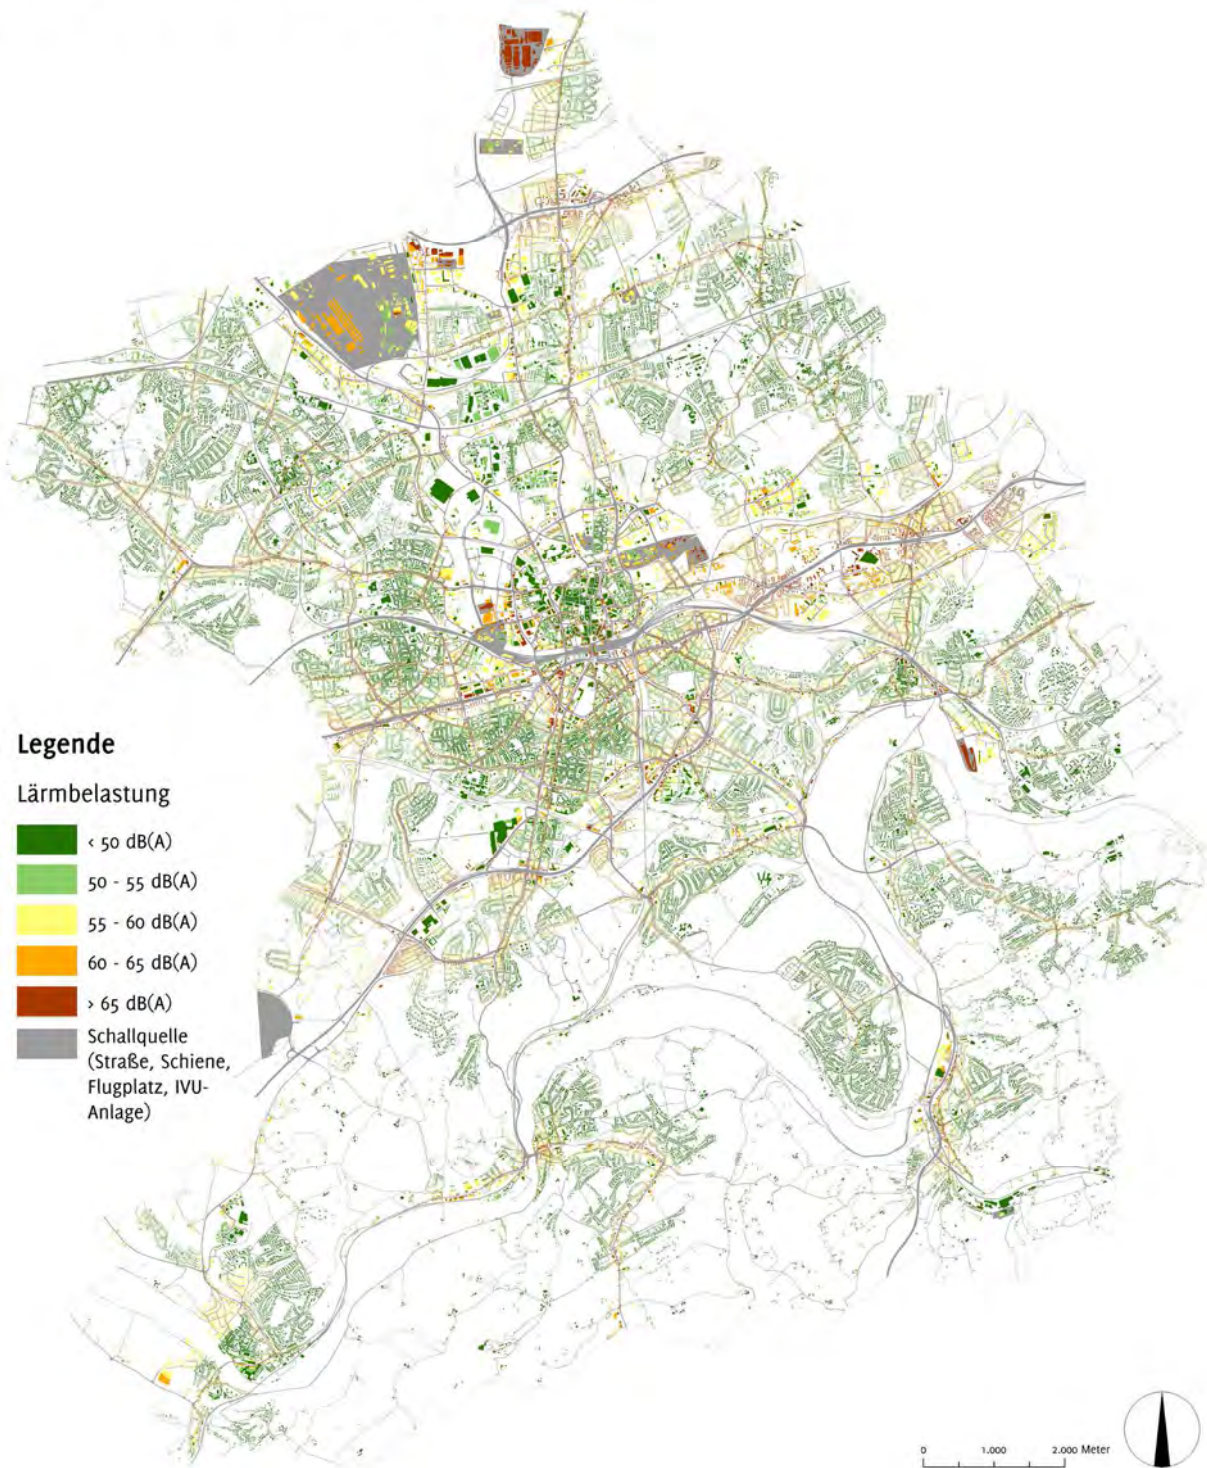 Legende
Lärmbelastung
< 50 dB(A)
50 - 55 dB(A)
55 - 60 dB(A)
60 - 65 dB(A)
> 65 dB(A)
Schallquelle
(Straße, Schiene,
Flugplatz, IVU-
Anlage)
0 1.000 2.000 Meter